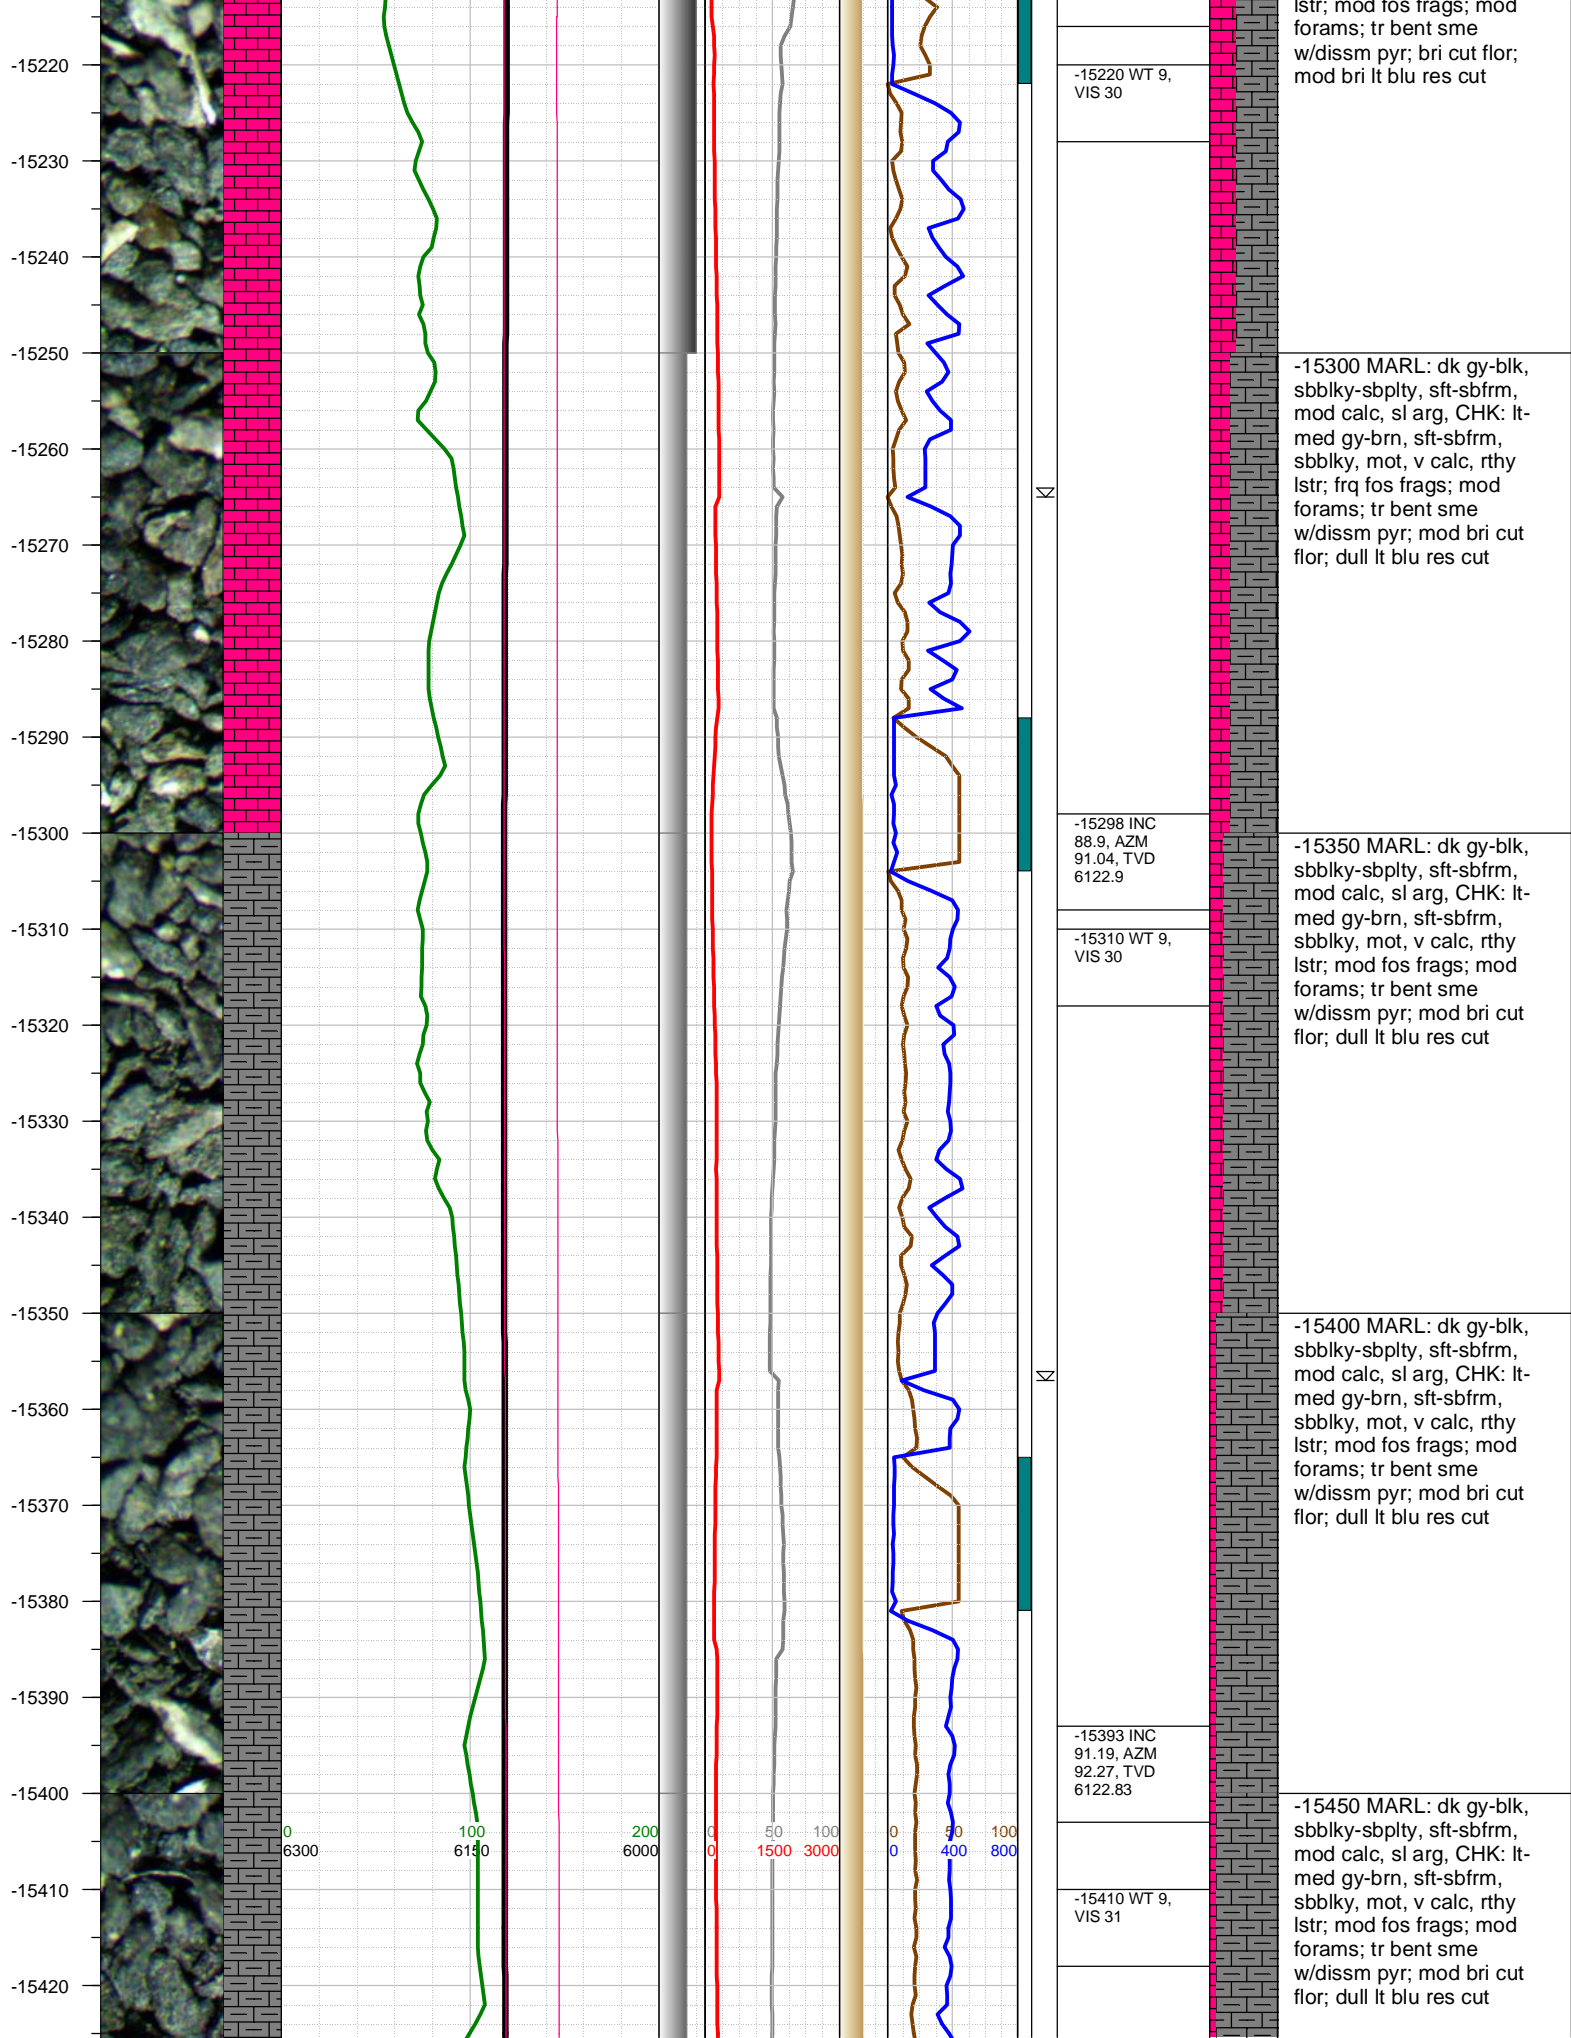 lstr; mod fos frags; mod
forams; tr bent sme
w/dissm pyr; bri cut flor;
mod bri lt blu res cut
-15220
-15220 WT 9,
VIS 30
-15230
-15240
-15250
-15300 MARL: dk gy-blk,
sbblky-sbplty, sft-sbfrm,
mod calc, sl arg, CHK: lt-
med gy-brn, sft-sbfrm,
sbblky, mot, v calc, rthy
lstr; frq fos frags; mod
forams; tr bent sme
w/dissm pyr; mod bri cut
flor; dull lt blu res cut
-15260
-15270
-15280
-15290
-15300
-15298 INC
88.9, AZM
91.04, TVD
6122.9
-15350 MARL: dk gy-blk,
sbblky-sbplty, sft-sbfrm,
mod calc, sl arg, CHK: lt-
med gy-brn, sft-sbfrm,
sbblky, mot, v calc, rthy
lstr; mod fos frags; mod
forams; tr bent sme
w/dissm pyr; mod bri cut
flor; dull lt blu res cut
-15310
-15310 WT 9,
VIS 30
-15320
-15330
-15340
-15350
-15400 MARL: dk gy-blk,
sbblky-sbplty, sft-sbfrm,
mod calc, sl arg, CHK: lt-
med gy-brn, sft-sbfrm,
sbblky, mot, v calc, rthy
lstr; mod fos frags; mod
forams; tr bent sme
w/dissm pyr; mod bri cut
flor; dull lt blu res cut
-15360
-15370
-15380
-15390
-15393 INC
91.19, AZM
92.27, TVD
6122.83
-15400
-15450 MARL: dk gy-blk,
sbblky-sbplty, sft-sbfrm,
mod calc, sl arg, CHK: lt-
med gy-brn, sft-sbfrm,
sbblky, mot, v calc, rthy
lstr; mod fos frags; mod
forams; tr bent sme
w/dissm pyr; mod bri cut
flor; dull lt blu res cut
0 100 200 0 50 100 0 50 100
6300 6150 6000 0 1500 3000 0 400 800
-15410
-15410 WT 9,
VIS 31
-15420